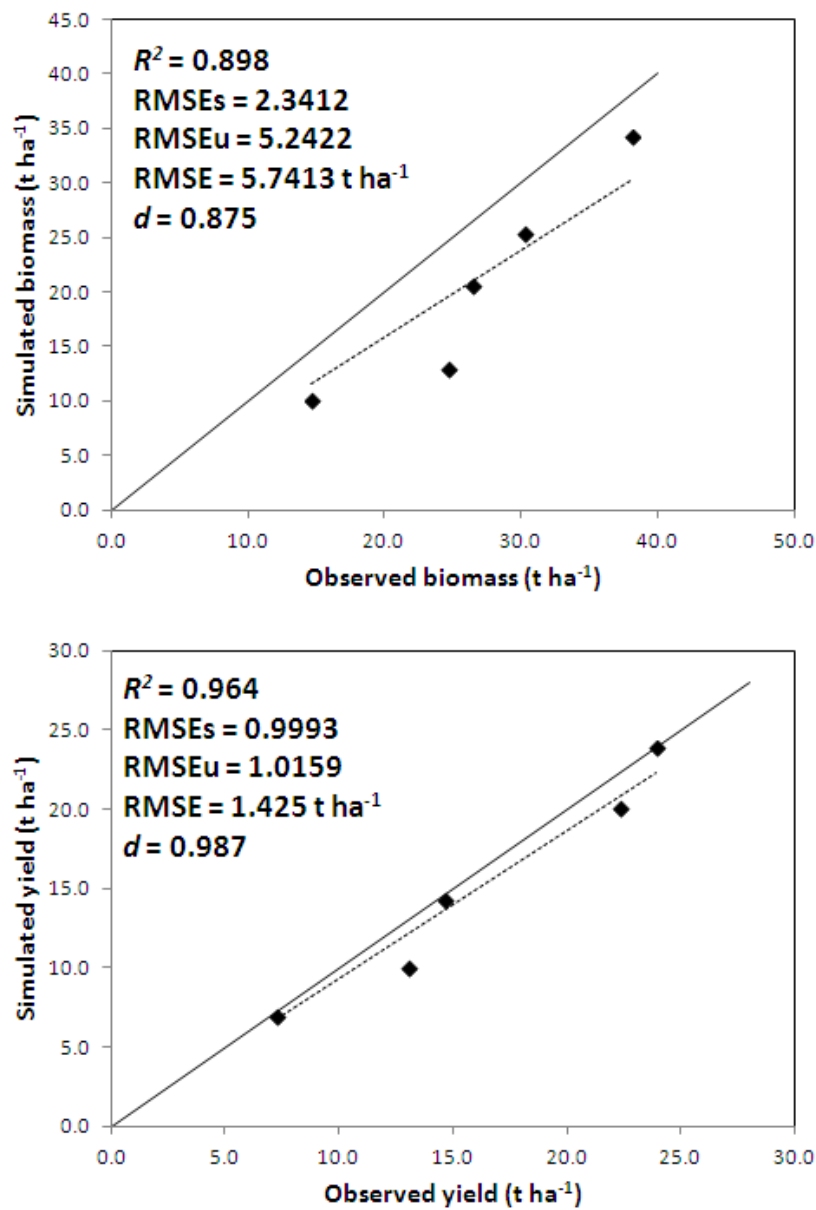 45.0
40.0
35.0
30.0
25.0
20.0
15.0
10.0
5.0
0.0
Simulated biomass (t ha⁻¹)
R² = 0.898
RMSEs = 2.3412
RMSEu = 5.2422
RMSE = 5.7413 t ha⁻¹
d = 0.875
0.0 10.0 20.0 30.0 40.0 50.0
Observed biomass (t ha⁻¹)
30.0
25.0
20.0
15.0
10.0
5.0
0.0
Simulated yield (t ha⁻¹)
R² = 0.964
RMSEs = 0.9993
RMSEu = 1.0159
RMSE = 1.425 t ha⁻¹
d = 0.987
0.0 5.0 10.0 15.0 20.0 25.0 30.0
Observed yield (t ha⁻¹)